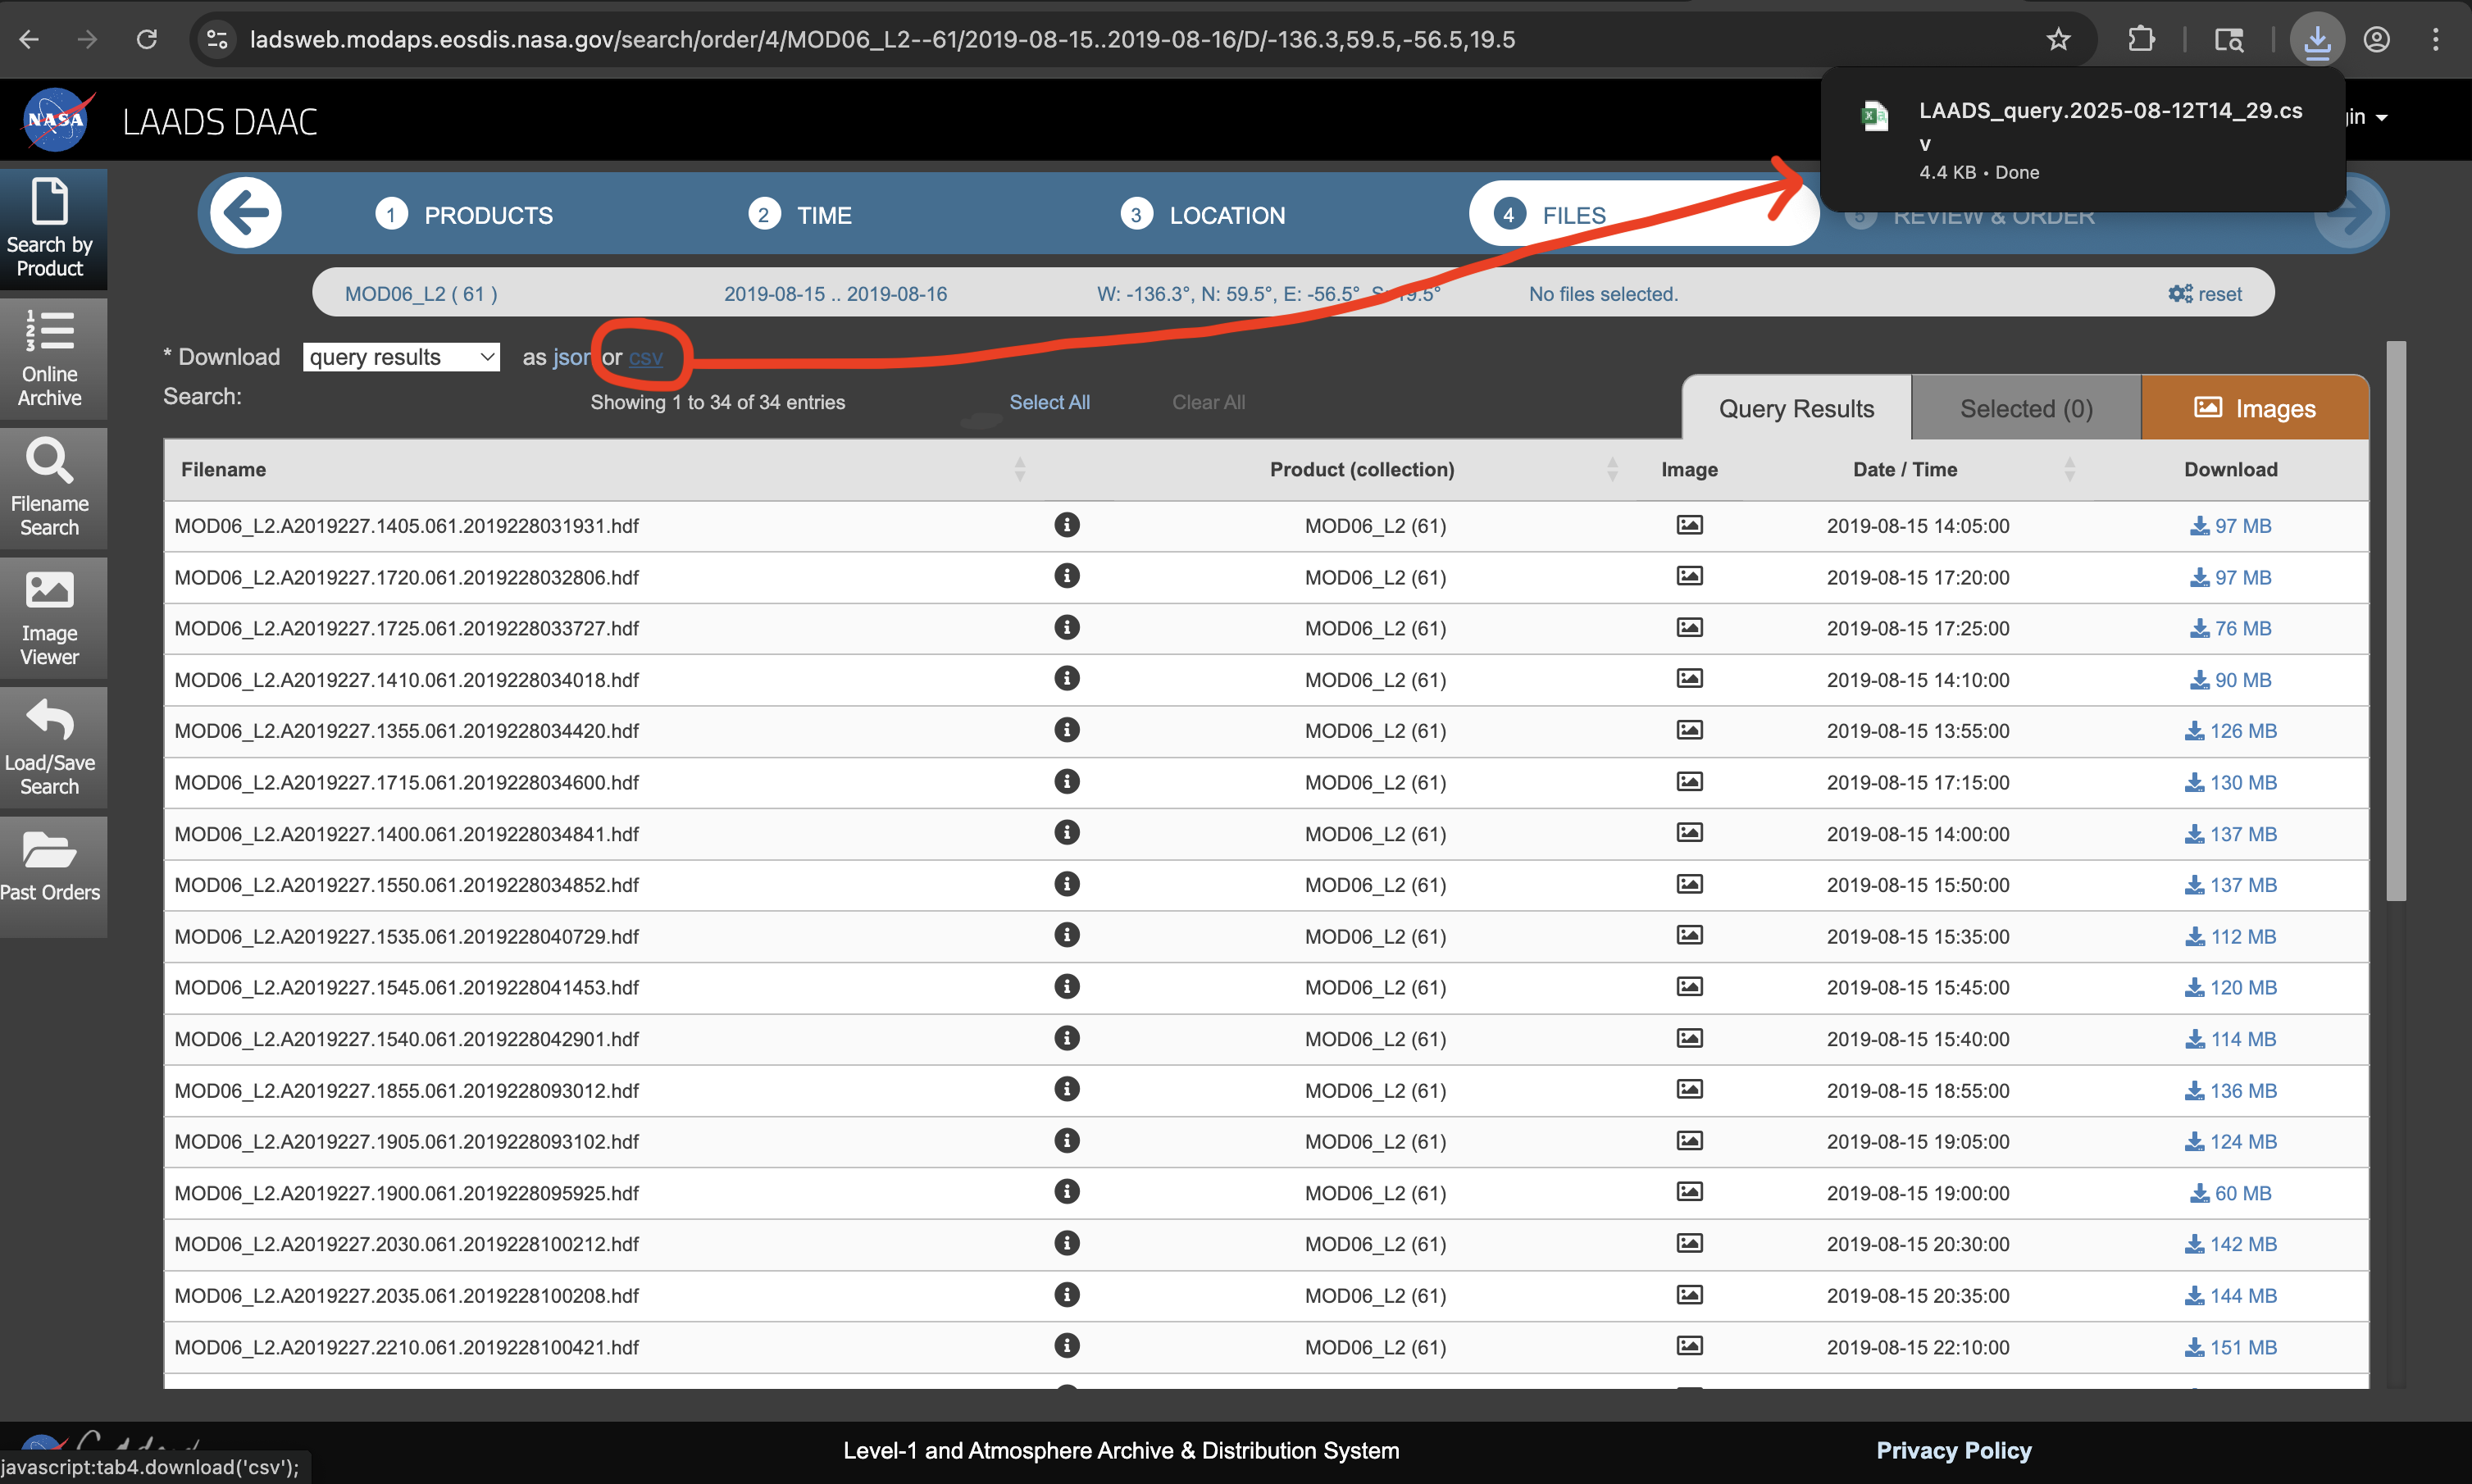 ladsweb.modaps.eosdis.nasa.gov/search/order/4/MOD06_L2--61/2019-08-15..2019-08-16/D/-136.3,59.5,-56.5,19.5
NASA
LAADS DAAC
LAADS_query.2025-08-12T14_29.cs
v
4.4 KB • Done
1 PRODUCTS 2 TIME 3 LOCATION 4 FILES 5 REVIEW & ORDER
MOD06_L2 ( 61 ) 2019-08-15 .. 2019-08-16 W: -136.3°, N: 59.5°, E: -56.5°, S: 19.5° No files selected. reset
Search by
Product
1
2
3
Online
Archive
Filename
Search
Image
Viewer
Load/Save
Search
Past Orders
* Download query results as json or csv
Search: Showing 1 to 34 of 34 entries Select All Clear All
Query Results Selected (0) Images
Filename Product (collection) Image Date / Time Download
MOD06_L2.A2019227.1405.061.2019228031931.hdf MOD06_L2 (61) 2019-08-15 14:05:00 97 MB
MOD06_L2.A2019227.1720.061.2019228032806.hdf MOD06_L2 (61) 2019-08-15 17:20:00 97 MB
MOD06_L2.A2019227.1725.061.2019228033727.hdf MOD06_L2 (61) 2019-08-15 17:25:00 76 MB
MOD06_L2.A2019227.1410.061.2019228034018.hdf MOD06_L2 (61) 2019-08-15 14:10:00 90 MB
MOD06_L2.A2019227.1355.061.2019228034420.hdf MOD06_L2 (61) 2019-08-15 13:55:00 126 MB
MOD06_L2.A2019227.1715.061.2019228034600.hdf MOD06_L2 (61) 2019-08-15 17:15:00 130 MB
MOD06_L2.A2019227.1400.061.2019228034841.hdf MOD06_L2 (61) 2019-08-15 14:00:00 137 MB
MOD06_L2.A2019227.1550.061.2019228034852.hdf MOD06_L2 (61) 2019-08-15 15:50:00 137 MB
MOD06_L2.A2019227.1535.061.2019228040729.hdf MOD06_L2 (61) 2019-08-15 15:35:00 112 MB
MOD06_L2.A2019227.1545.061.2019228041453.hdf MOD06_L2 (61) 2019-08-15 15:45:00 120 MB
MOD06_L2.A2019227.1540.061.2019228042901.hdf MOD06_L2 (61) 2019-08-15 15:40:00 114 MB
MOD06_L2.A2019227.1855.061.2019228093012.hdf MOD06_L2 (61) 2019-08-15 18:55:00 136 MB
MOD06_L2.A2019227.1905.061.2019228093102.hdf MOD06_L2 (61) 2019-08-15 19:05:00 124 MB
MOD06_L2.A2019227.1900.061.2019228095925.hdf MOD06_L2 (61) 2019-08-15 19:00:00 60 MB
MOD06_L2.A2019227.2030.061.2019228100212.hdf MOD06_L2 (61) 2019-08-15 20:30:00 142 MB
MOD06_L2.A2019227.2035.061.2019228100208.hdf MOD06_L2 (61) 2019-08-15 20:35:00 144 MB
MOD06_L2.A2019227.2210.061.2019228100421.hdf MOD06_L2 (61) 2019-08-15 22:10:00 151 MB
Level-1 and Atmosphere Archive & Distribution System Privacy Policy
javascript:tab4.download('csv');